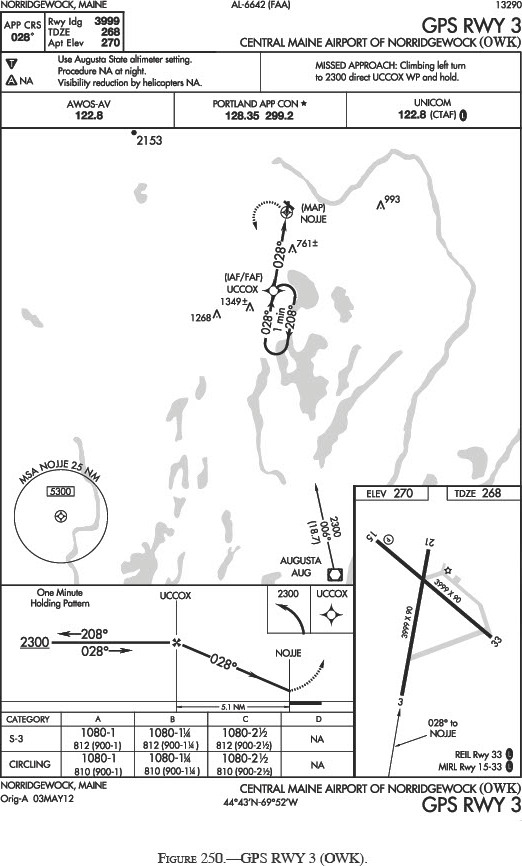 NORRIDGEWOCK, MAINE
AL-6642 (FAA)
13290
APP CRS
028°
Rwy ldg 3999
TDZE 268
Apt Elev 270
GPS RWY 3
CENTRAL MAINE AIRPORT OF NORRIDGEWOCK (OWK)
T
A NA
Use Augusta State altimeter setting.
Procedure NA at night.
Visibility reduction by helicopters NA.
MISSED APPROACH: Climbing left turn
to 2300 direct UCCOX WP and hold.
AWOS-AV
122.8
PORTLAND APP CON ★
128.35 299.2
UNICOM
122.8 (CTAF) L
2153
993
(MAP)
NOJJE
761±
028°
(IAF/FAF)
UCCOX
1349±
1268
028°
1 min
208°
MSA NOJJE 25 NM
5300
2300
006°
(18.7)
AUGUSTA
AUG
ELEV 270
TDZE 268
15
21
3999 X 90
3999 X 90
33
3
028° to
NOJJE
REIL Rwy 33 L
MIRL Rwy 15-33 L
One Minute
Holding Pattern
UCCOX
2300
UCCOX
2300
208°
028°
028°
NOJJE
5.1 NM
CATEGORY A B C D
S-3 1080-1 1080-1¼ 1080-2½ NA
812 (900-1) 812 (900-1¼) 812 (900-2½)
CIRCLING 1080-1 1080-1¼ 1080-2½ NA
810 (900-1) 810 (900-1¼) 810 (900-2½)
NORRIDGEWOCK, MAINE
Orig-A 03MAY12
44°43'N-69°52'W
CENTRAL MAINE AIRPORT OF NORRIDGEWOCK (OWK)
GPS RWY 3
FIGURE 250.—GPS RWY 3 (OWK).